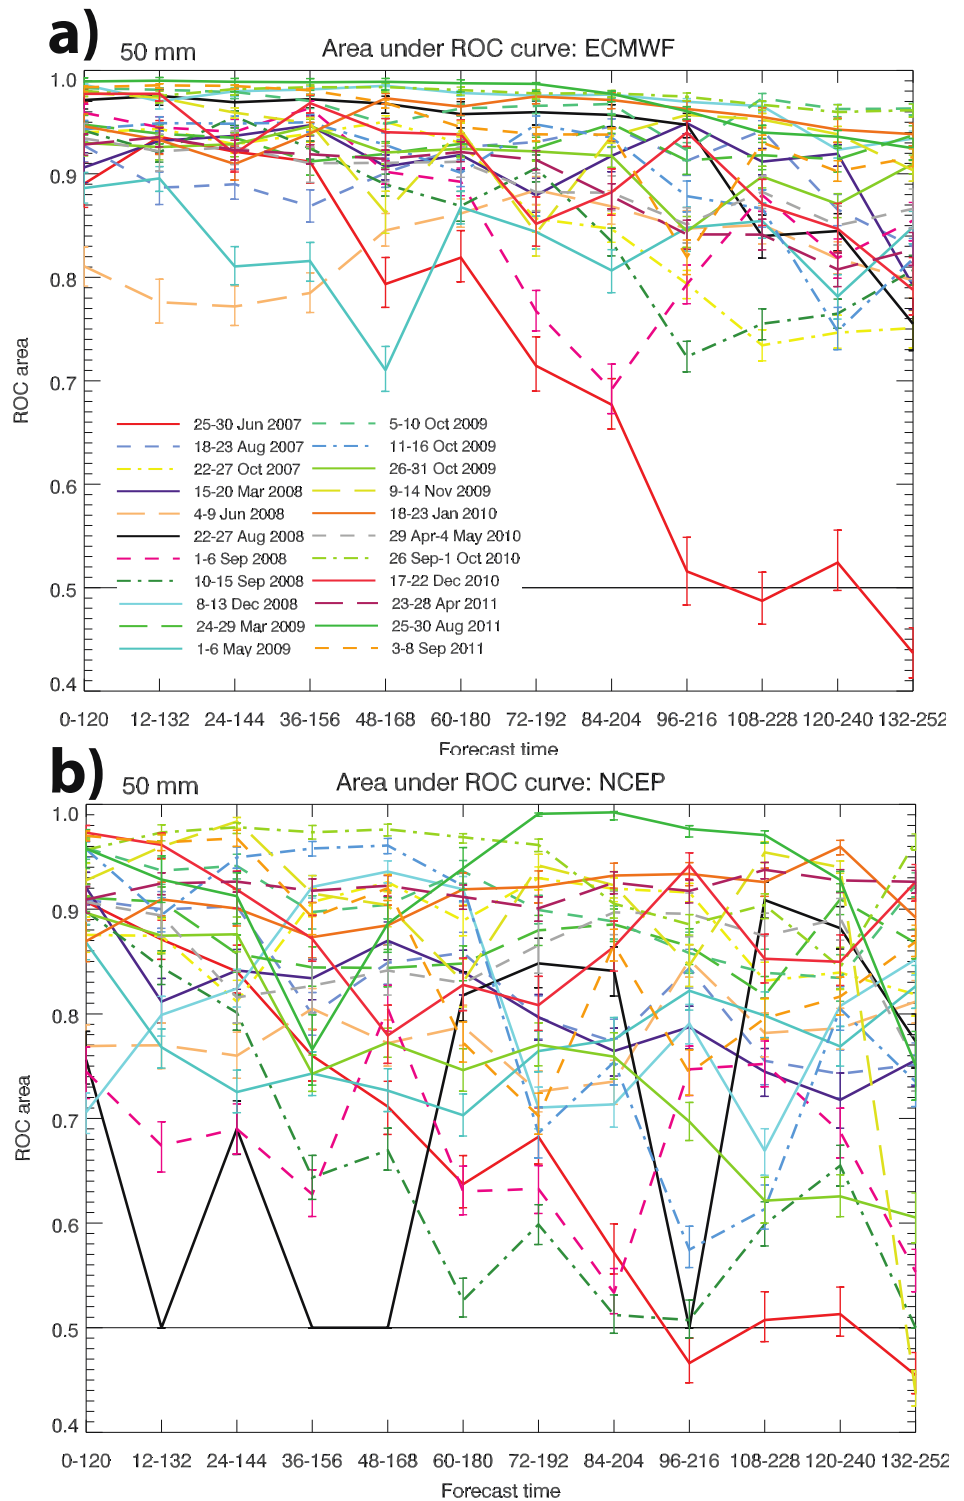 a)
50 mm
Area under ROC curve: ECMWF
1.0
0.9
0.8
0.7
0.6
0.5
0.4
ROC area
25-30 Jun 2007
18-23 Aug 2007
22-27 Oct 2007
15-20 Mar 2008
4-9 Jun 2008
22-27 Aug 2008
1-6 Sep 2008
10-15 Sep 2008
8-13 Dec 2008
24-29 Mar 2009
1-6 May 2009
5-10 Oct 2009
11-16 Oct 2009
26-31 Oct 2009
9-14 Nov 2009
18-23 Jan 2010
29 Apr-4 May 2010
26 Sep-1 Oct 2010
17-22 Dec 2010
23-28 Apr 2011
25-30 Aug 2011
3-8 Sep 2011
0-120 12-132 24-144 36-156 48-168 60-180 72-192 84-204 96-216 108-228 120-240 132-252
Forecast time
b)
50 mm
Area under ROC curve: NCEP
1.0
0.9
0.8
0.7
0.6
0.5
0.4
ROC area
0-120 12-132 24-144 36-156 48-168 60-180 72-192 84-204 96-216 108-228 120-240 132-252
Forecast time